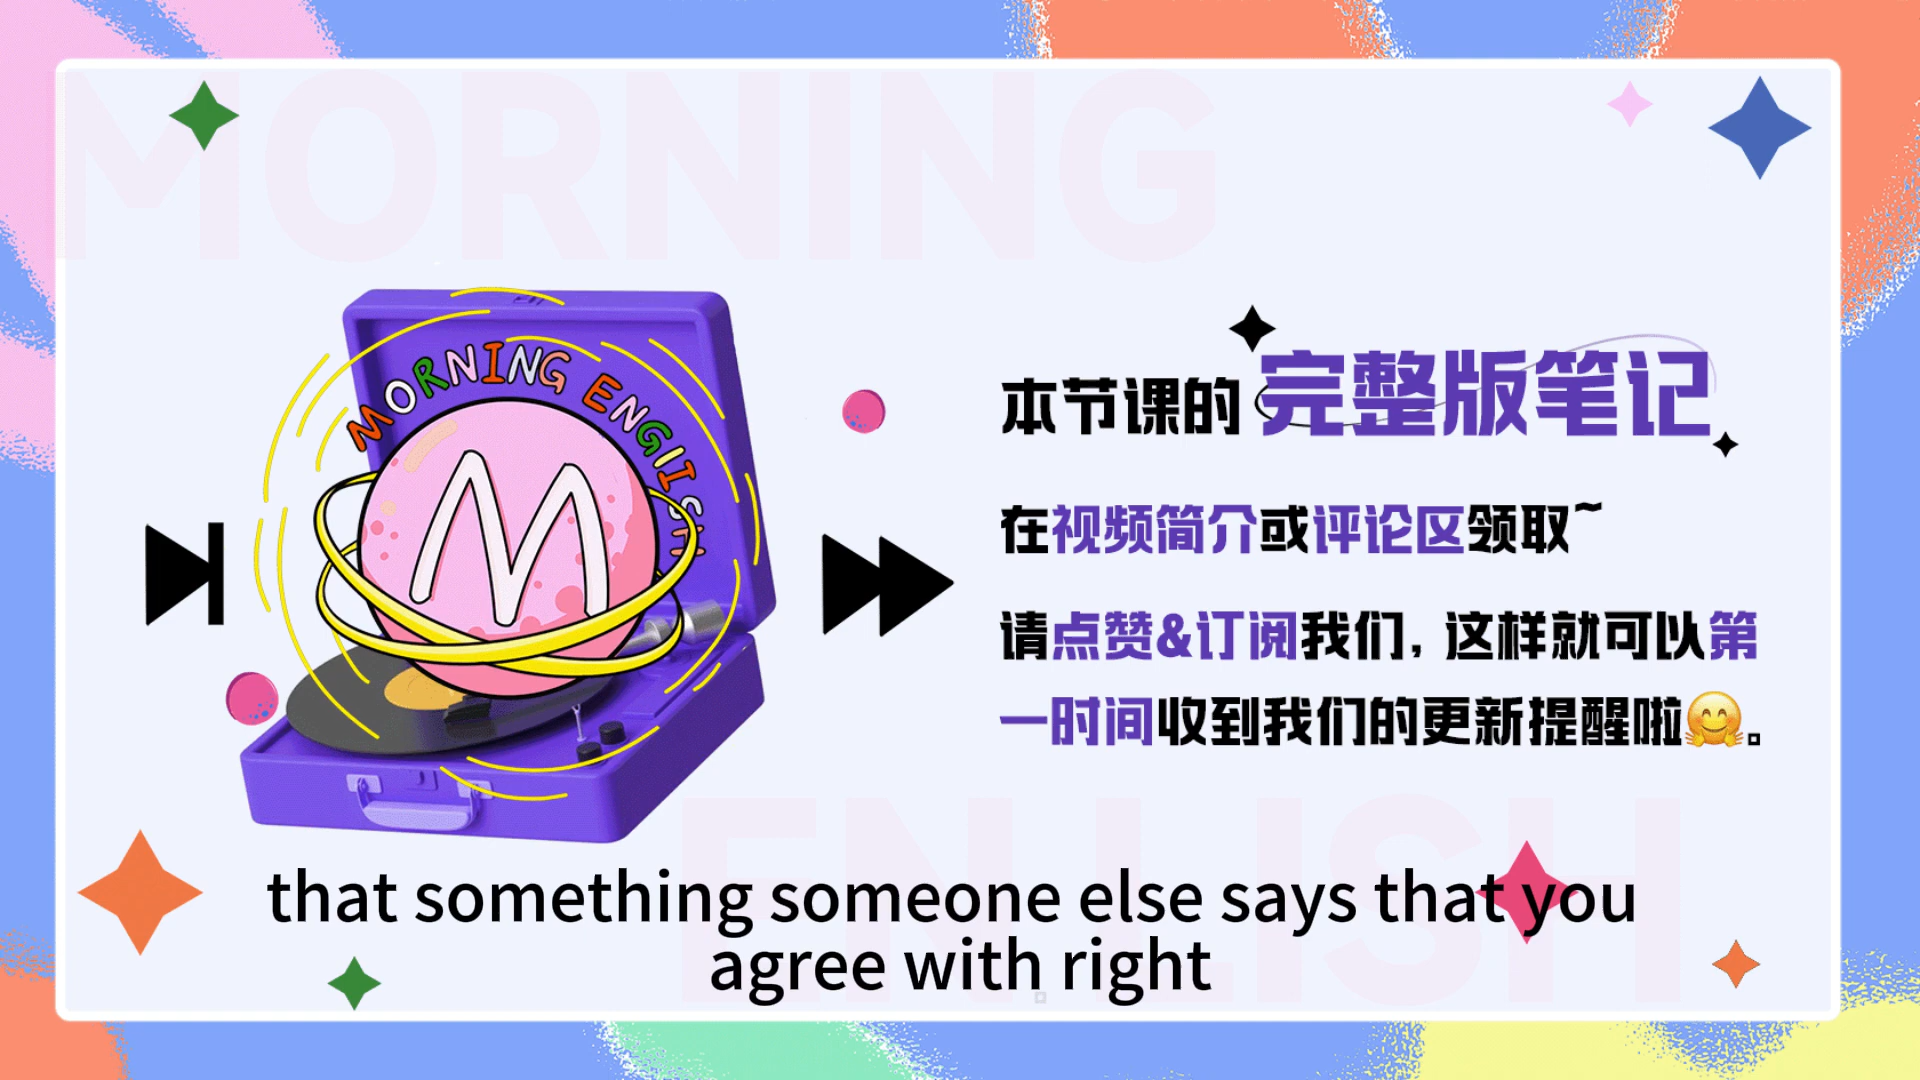 MORNING
MORNING ENGLISH
M
本节课的 完整版笔记
在视频简介或评论区领取~
请点赞&订阅我们，这样就可以第
一时间收到我们的更新提醒啦🤗。
EN LISH
that something someone else says that you
agree with right